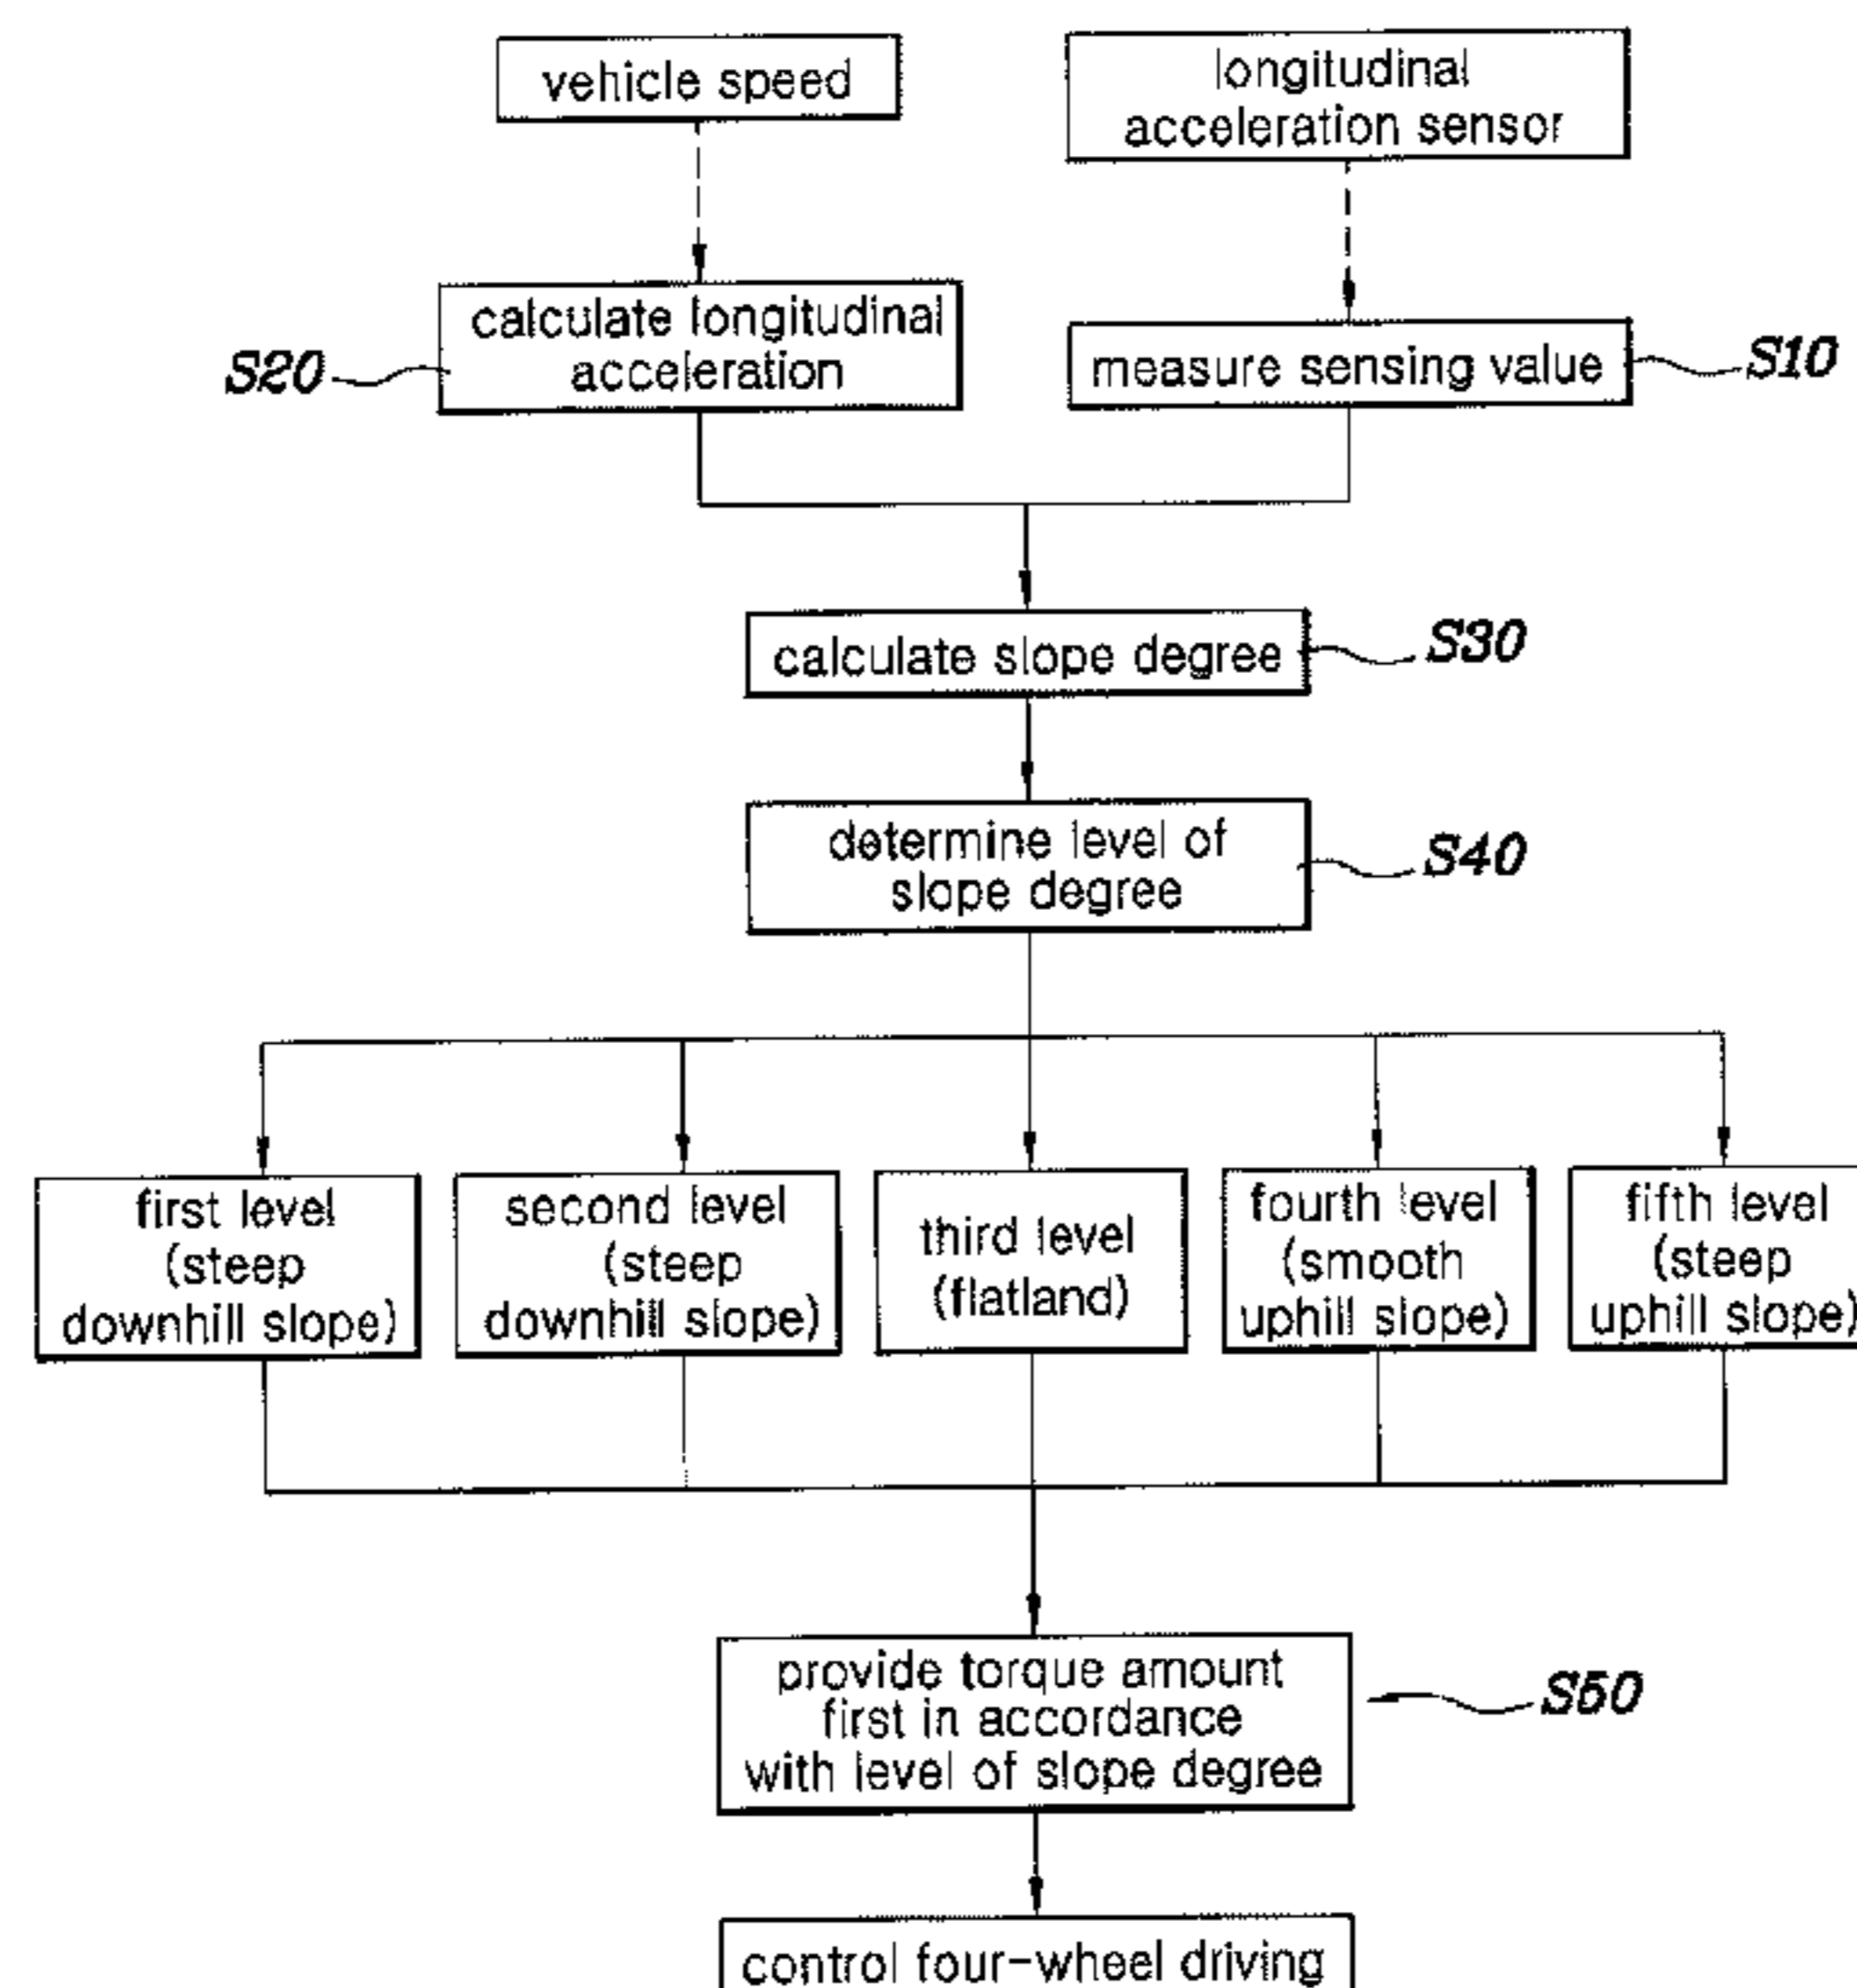 vehicle speed
longitudinal
acceleration sensor
calculate longitudinal
acceleration
S20
measure sensing value
S10
calculate slope degree
S30
determine level of
slope degree
S40
first level
(steep
downhill slope)
second level
(steep
downhill slope)
third level
(flatland)
fourth level
(smooth
uphill slope)
fifth level
(steep
uphill slope)
provide torque amount
first in accordance
with level of slope degree
S50
control four-wheel driving